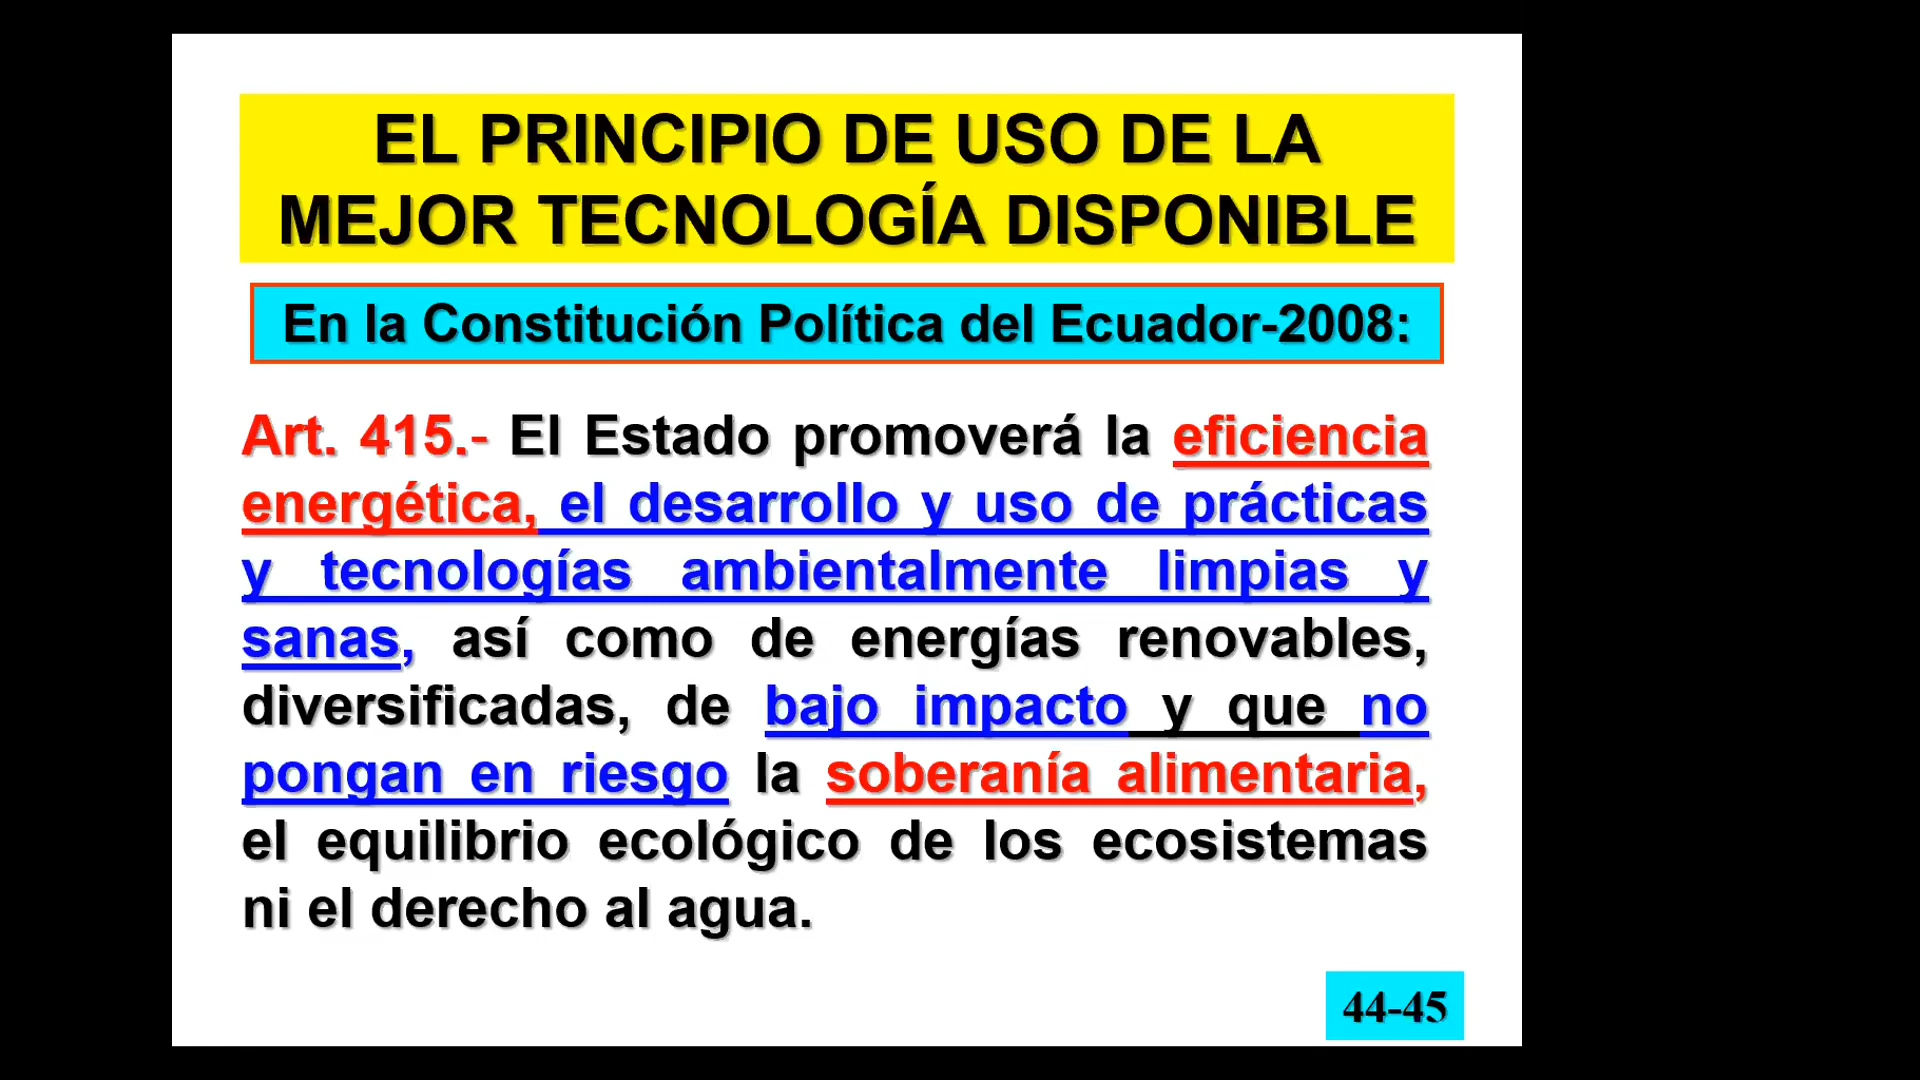 EL PRINCIPIO DE USO DE LA
MEJOR TECNOLOGÍA DISPONIBLE
En la Constitución Política del Ecuador-2008:
Art. 415.- El Estado promoverá la eficiencia
energética, el desarrollo y uso de prácticas
y tecnologías ambientalmente limpias y
sanas, así como de energías renovables,
diversificadas, de bajo impacto y que no
pongan en riesgo la soberanía alimentaria,
el equilibrio ecológico de los ecosistemas
ni el derecho al agua.
44-45